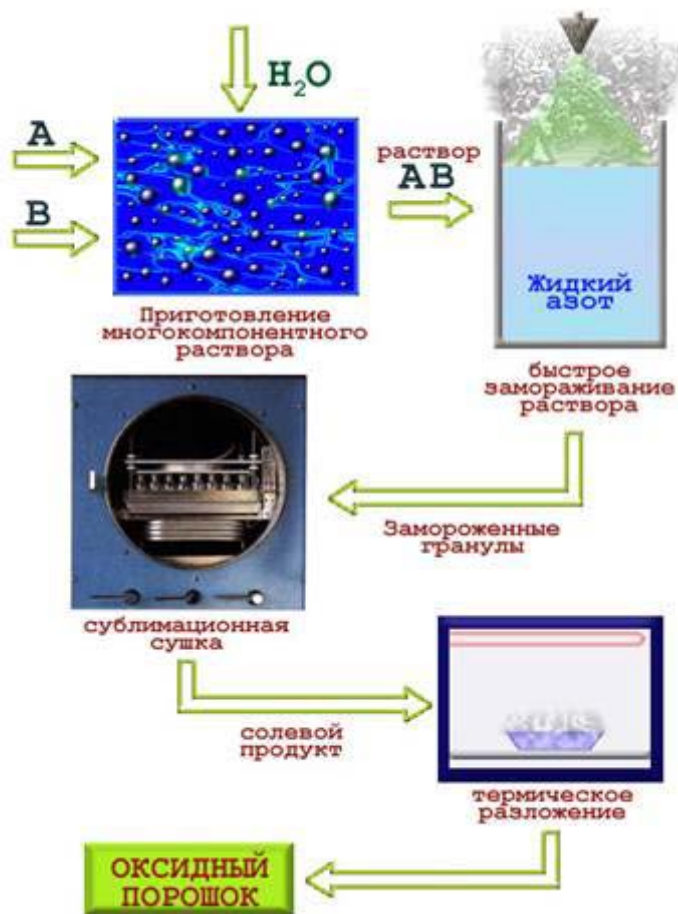 H₂O
A
B
раствор
AB
Жидкий
азот
Приготовление
многокомпонентного
раствора
быстрое
замораживание
раствора
Замороженные
гранулы
сублимационная
сушка
солевой
продукт
термическое
разложение
ОКСИДНЫЙ
ПОРОШОК